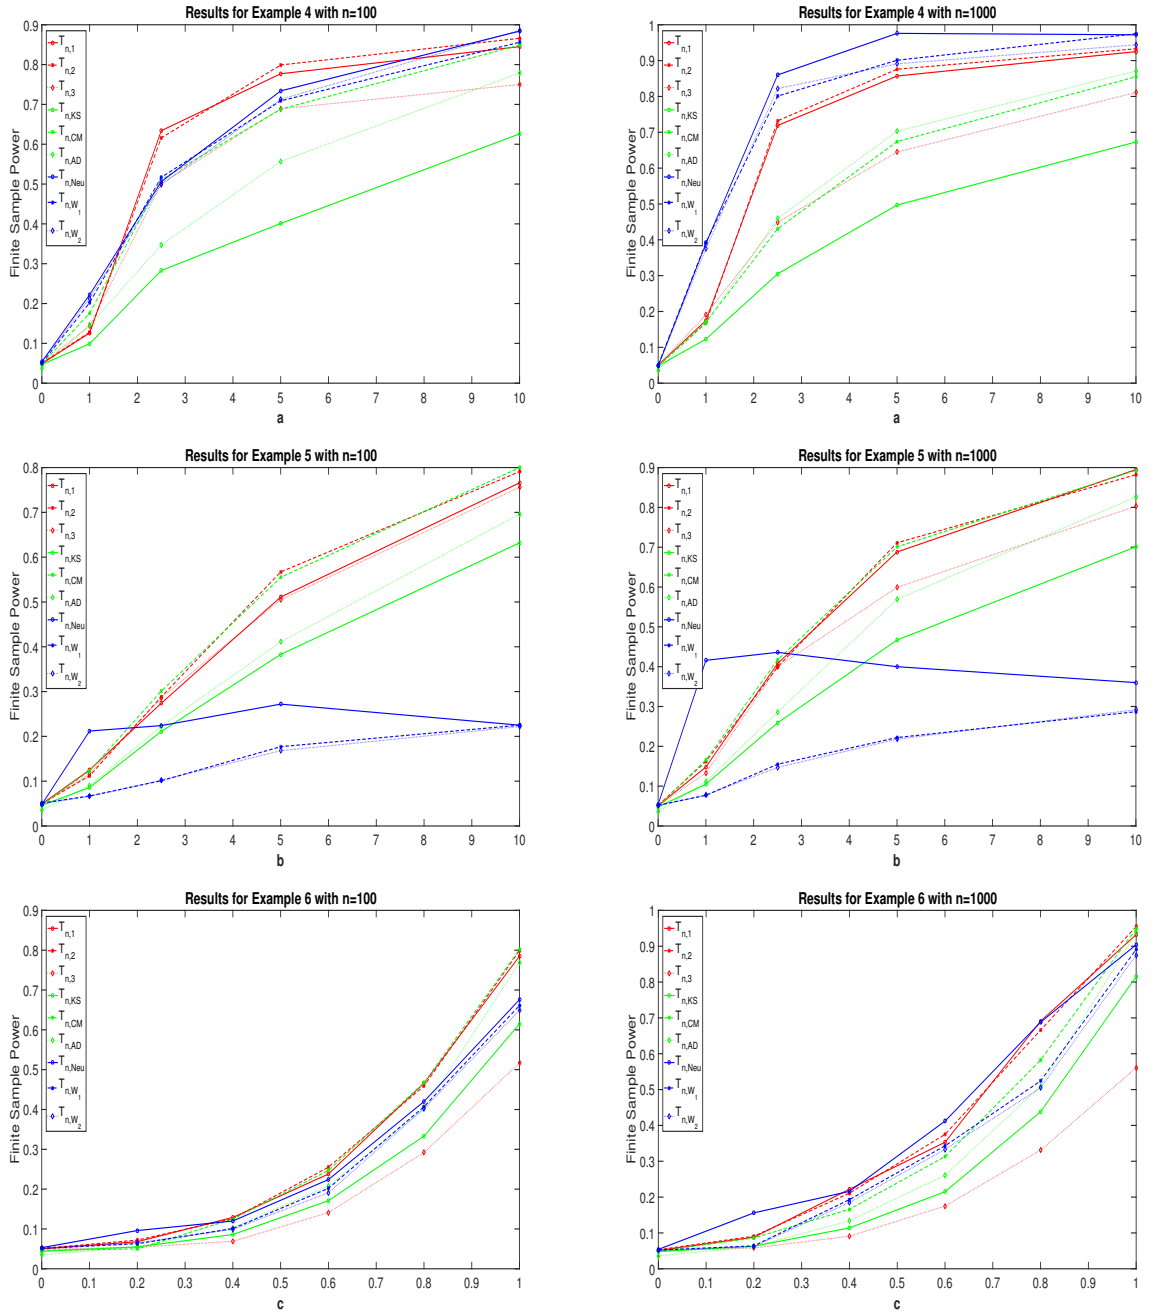 Results for Example 4 with n=100
Finite Sample Power
0.9
0.8
0.7
0.6
0.5
0.4
0.3
0.2
0.1
0
T n,1
T n,2
T n,3
T n,KS
T n,CM
T n,AD
T n,Neu
T n,W1
T n,W2
0 1 2 3 4 5 6 7 8 9 10
a
Results for Example 4 with n=1000
Finite Sample Power
1
0.9
0.8
0.7
0.6
0.5
0.4
0.3
0.2
0.1
0
T n,1
T n,2
T n,3
T n,KS
T n,CM
T n,AD
T n,Neu
T n,W1
T n,W2
0 1 2 3 4 5 6 7 8 9 10
a
Results for Example 5 with n=100
Finite Sample Power
0.8
0.7
0.6
0.5
0.4
0.3
0.2
0.1
0
T n,1
T n,2
T n,3
T n,KS
T n,CM
T n,AD
T n,Neu
T n,W1
T n,W2
0 1 2 3 4 5 6 7 8 9 10
b
Results for Example 5 with n=1000
Finite Sample Power
0.9
0.8
0.7
0.6
0.5
0.4
0.3
0.2
0.1
0
T n,1
T n,2
T n,3
T n,KS
T n,CM
T n,AD
T n,Neu
T n,W1
T n,W2
0 1 2 3 4 5 6 7 8 9 10
b
Results for Example 6 with n=100
Finite Sample Power
0.9
0.8
0.7
0.6
0.5
0.4
0.3
0.2
0.1
0
T n,1
T n,2
T n,3
T n,KS
T n,CM
T n,AD
T n,Neu
T n,W1
T n,W2
0 0.1 0.2 0.3 0.4 0.5 0.6 0.7 0.8 0.9 1
c
Results for Example 6 with n=1000
Finite Sample Power
1
0.9
0.8
0.7
0.6
0.5
0.4
0.3
0.2
0.1
0
T n,1
T n,2
T n,3
T n,KS
T n,CM
T n,AD
T n,Neu
T n,W1
T n,W2
0 0.1 0.2 0.3 0.4 0.5 0.6 0.7 0.8 0.9 1
c